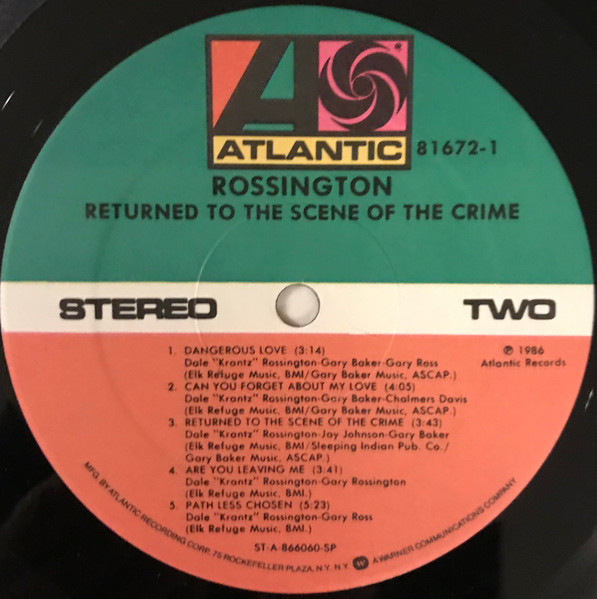 ATLANTIC
81672-1
ROSSINGTON
RETURNED TO THE SCENE OF THE CRIME
STEREO
TWO
1. DANGEROUS LOVE (3:14)
Dale "Krantz" Rossington-Gary Baker-Gary Ross
(Elk Refuge Music, BMI/Gary Baker Music, ASCAP.)
℗ 1986
Atlantic Records
2. CAN YOU FORGET ABOUT MY LOVE (4:05)
Dale "Krantz" Rossington-Gary Baker-Chalmers Davis
(Elk Refuge Music, BMI/Gary Baker Music, ASCAP.)
3. RETURNED TO THE SCENE OF THE CRIME (3:43)
Dale "Krantz" Rossington-Jay Johnson-Gary Baker
(Elk Refuge Music, BMI/Sleeping Indian Pub. Co./
Gary Baker Music, ASCAP.)
4. ARE YOU LEAVING ME (3:41)
Dale "Krantz" Rossington-Gary Rossington
(Elk Refuge Music, BMI.)
5. PATH LESS CHOSEN (5:23)
Dale "Krantz" Rossington-Gary Ross
(Elk Refuge Music, BMI.)
ST-A-866060-SP
MFG. BY ATLANTIC RECORDING CORP., 75 ROCKEFELLER PLAZA, N.Y. N.Y. A WARNER COMMUNICATIONS COMPANY